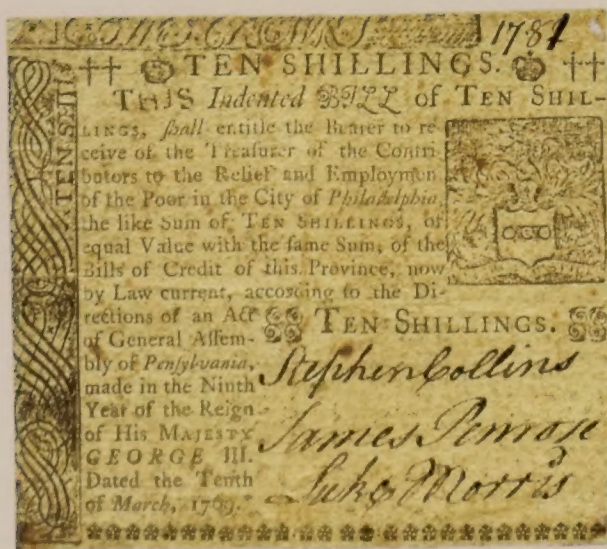 1781
TEN SHILLINGS.
THIS Indented BILL of TEN SHIL-
LINGS, ſhall entitle the Bearer to re-
ceive of the Treaſurer of the Contri-
butors to the Relief and Employmen
of the Poor in the City of Philadelphia,
the like Sum of TEN SHILLINGS, or
equal Value with the ſame Sum, of the
Bills of Credit of this Province, now
by Law current, according to the Di-
rections of an Act
of General Aſſem-
bly of Penſylvania,
made in the Ninth
Year of the Reign
of His MAJESTY
GEORGE III.
Dated the Tenth
of March, 1769.
TEN SHILLINGS.
Stephen Collins
James Penroſe
Luke Morris
TEN SHIL